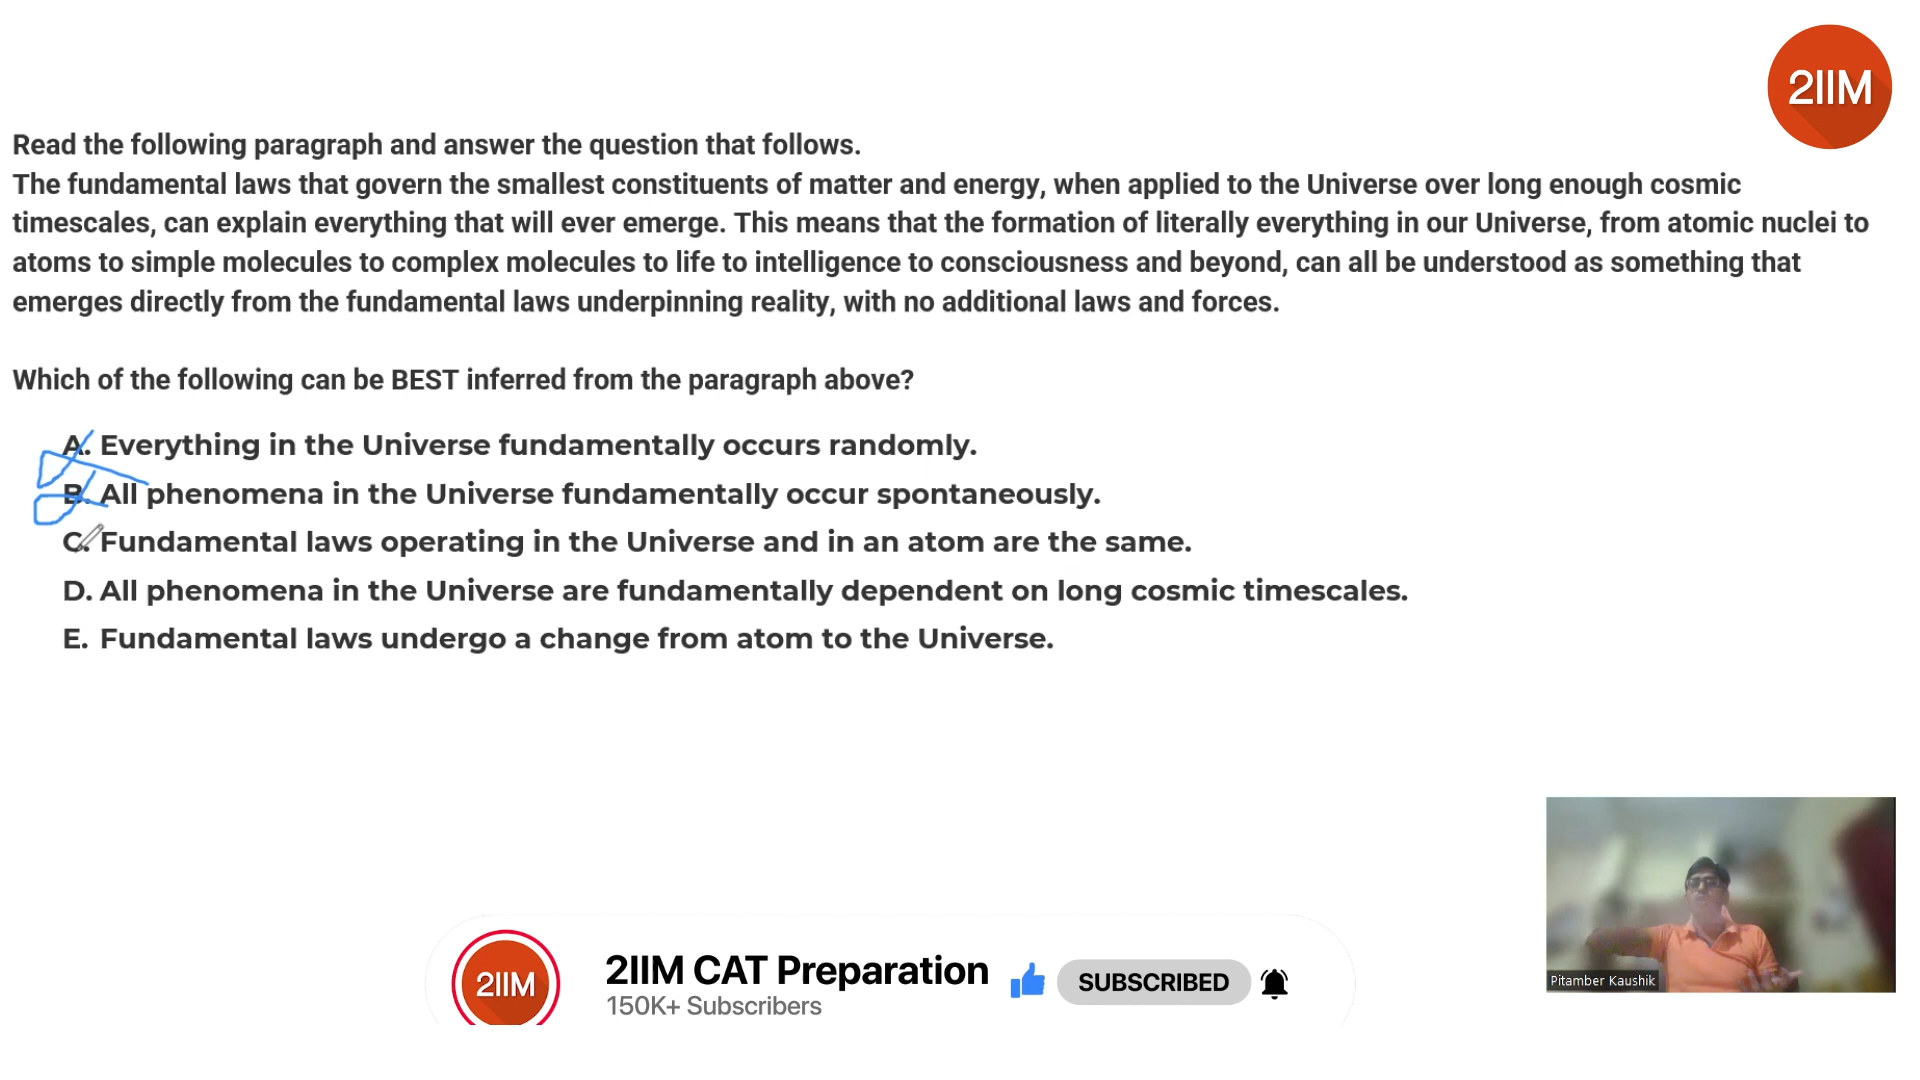 2IIM
Read the following paragraph and answer the question that follows.
The fundamental laws that govern the smallest constituents of matter and energy, when applied to the Universe over long enough cosmic
timescales, can explain everything that will ever emerge. This means that the formation of literally everything in our Universe, from atomic nuclei to
atoms to simple molecules to complex molecules to life to intelligence to consciousness and beyond, can all be understood as something that
emerges directly from the fundamental laws underpinning reality, with no additional laws and forces.
Which of the following can be BEST inferred from the paragraph above?
A. Everything in the Universe fundamentally occurs randomly.
B. All phenomena in the Universe fundamentally occur spontaneously.
C. Fundamental laws operating in the Universe and in an atom are the same.
D. All phenomena in the Universe are fundamentally dependent on long cosmic timescales.
E. Fundamental laws undergo a change from atom to the Universe.
Pitamber Kaushik
2IIM
2IIM CAT Preparation
150K+ Subscribers
SUBSCRIBED